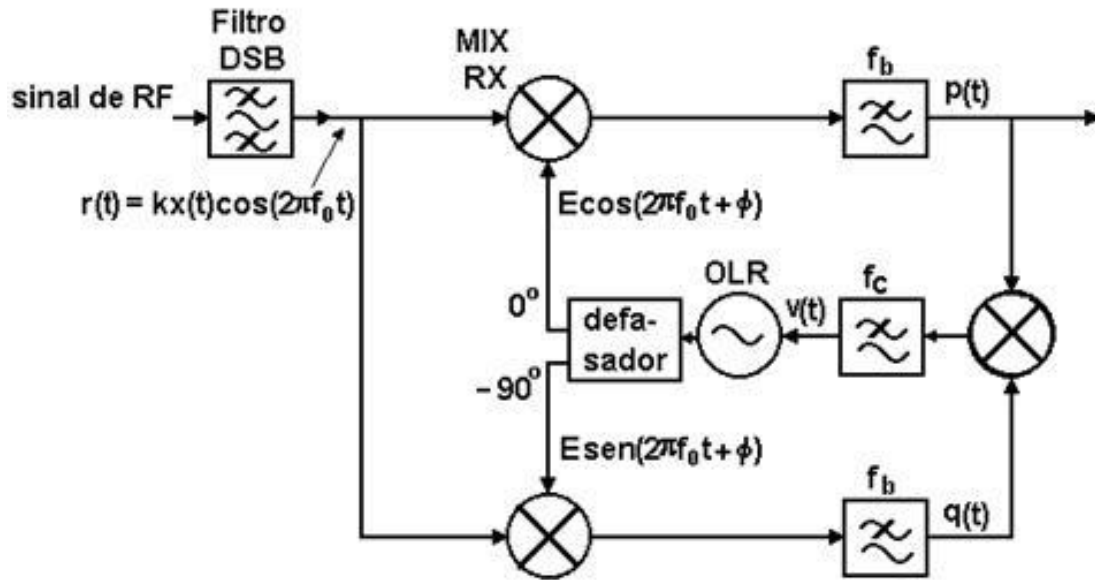 Filtro
DSB
sinal de RF
MIX
RX
f_b
p(t)
r(t) = kx(t)cos(2πf₀t)
Ecos(2πf₀t+ϕ)
OLR
f_c
v(t)
0°
defa-
sador
-90°
Esen(2πf₀t+ϕ)
f_b
q(t)